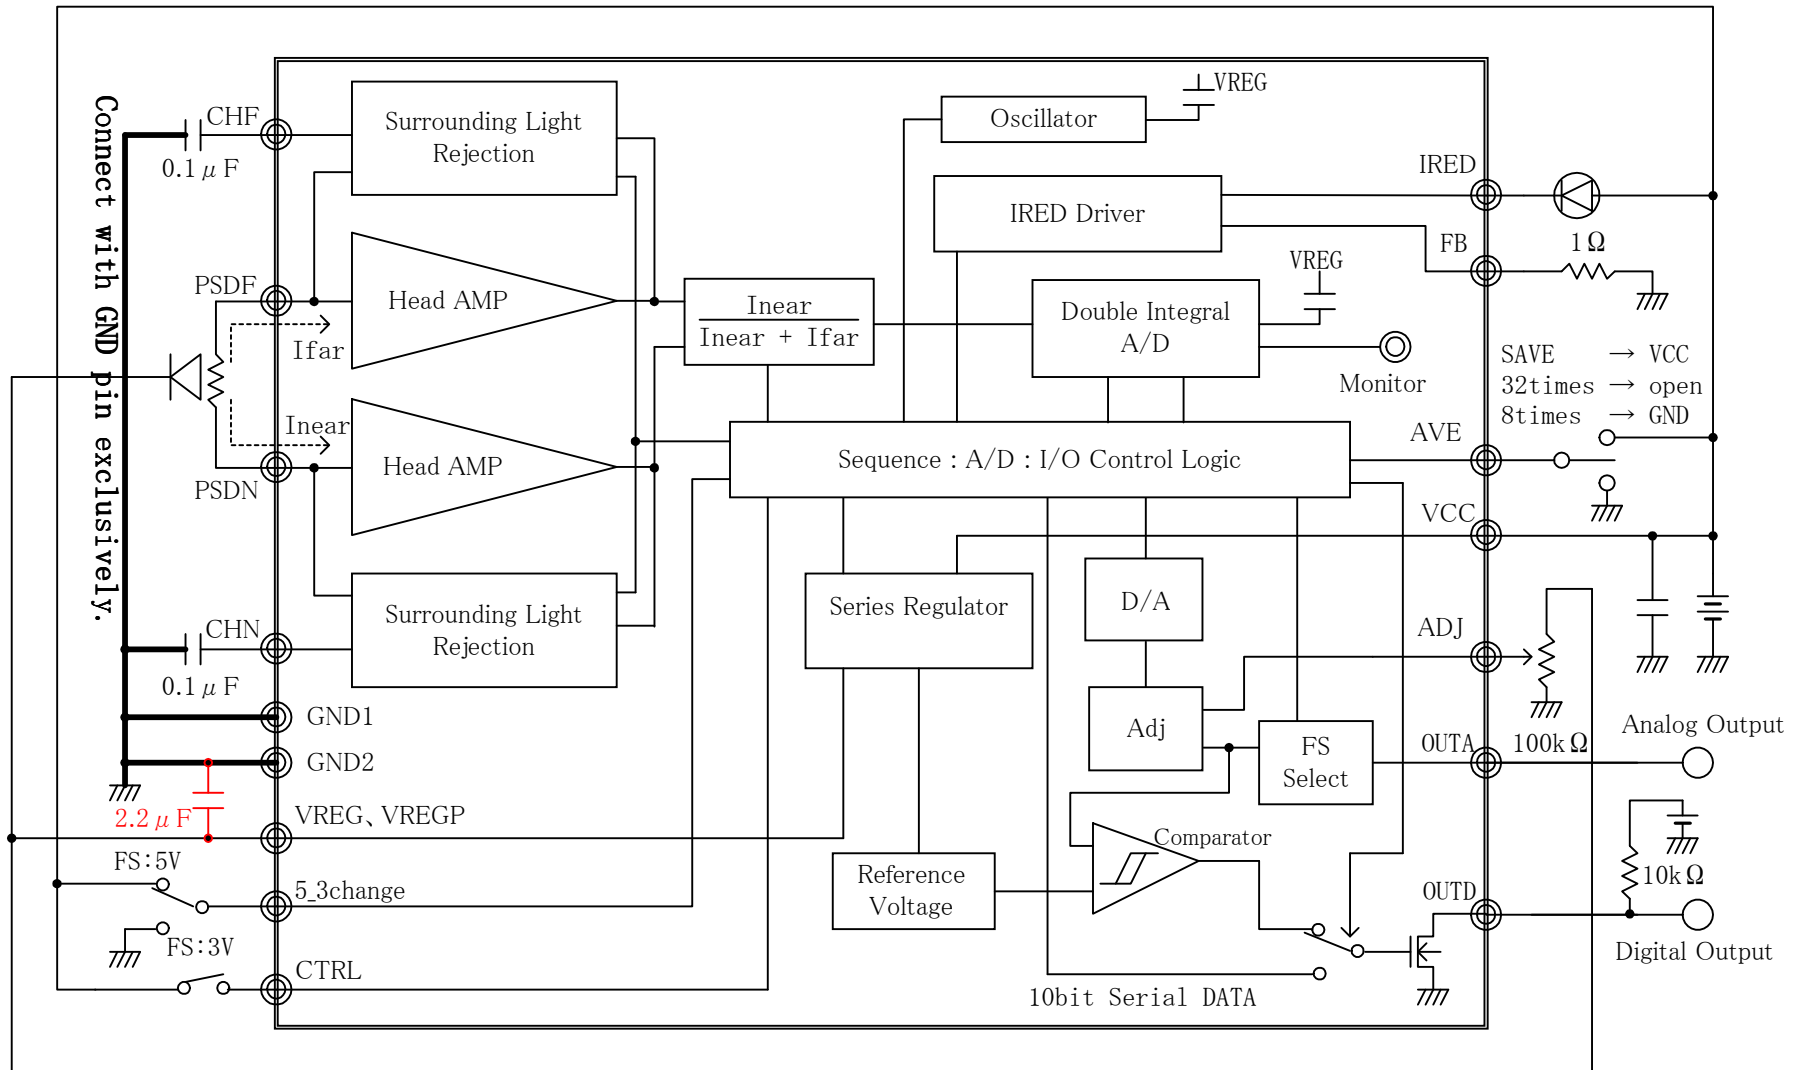 Connect with GND pin exclusively.
CHF
0.1μF
Surrounding Light
Rejection
PSDF
Head AMP
Ifar
Inear
PSDN
Head AMP
CHN
0.1μF
Surrounding Light
Rejection
GND1
GND2
2.2μF
VREG、VREGP
FS:5V
5_3change
FS:3V
CTRL
Inear
Inear + Ifar
Oscillator
VREG
IRED Driver
VREG
Double Integral
A/D
Monitor
Sequence : A/D : I/O Control Logic
Series Regulator
D/A
Adj
FS
Select
Reference
Voltage
Comparator
10bit Serial DATA
IRED
FB
1Ω
SAVE → VCC
32times → open
8times → GND
AVE
VCC
ADJ
100kΩ
OUTA
Analog Output
10kΩ
OUTD
Digital Output